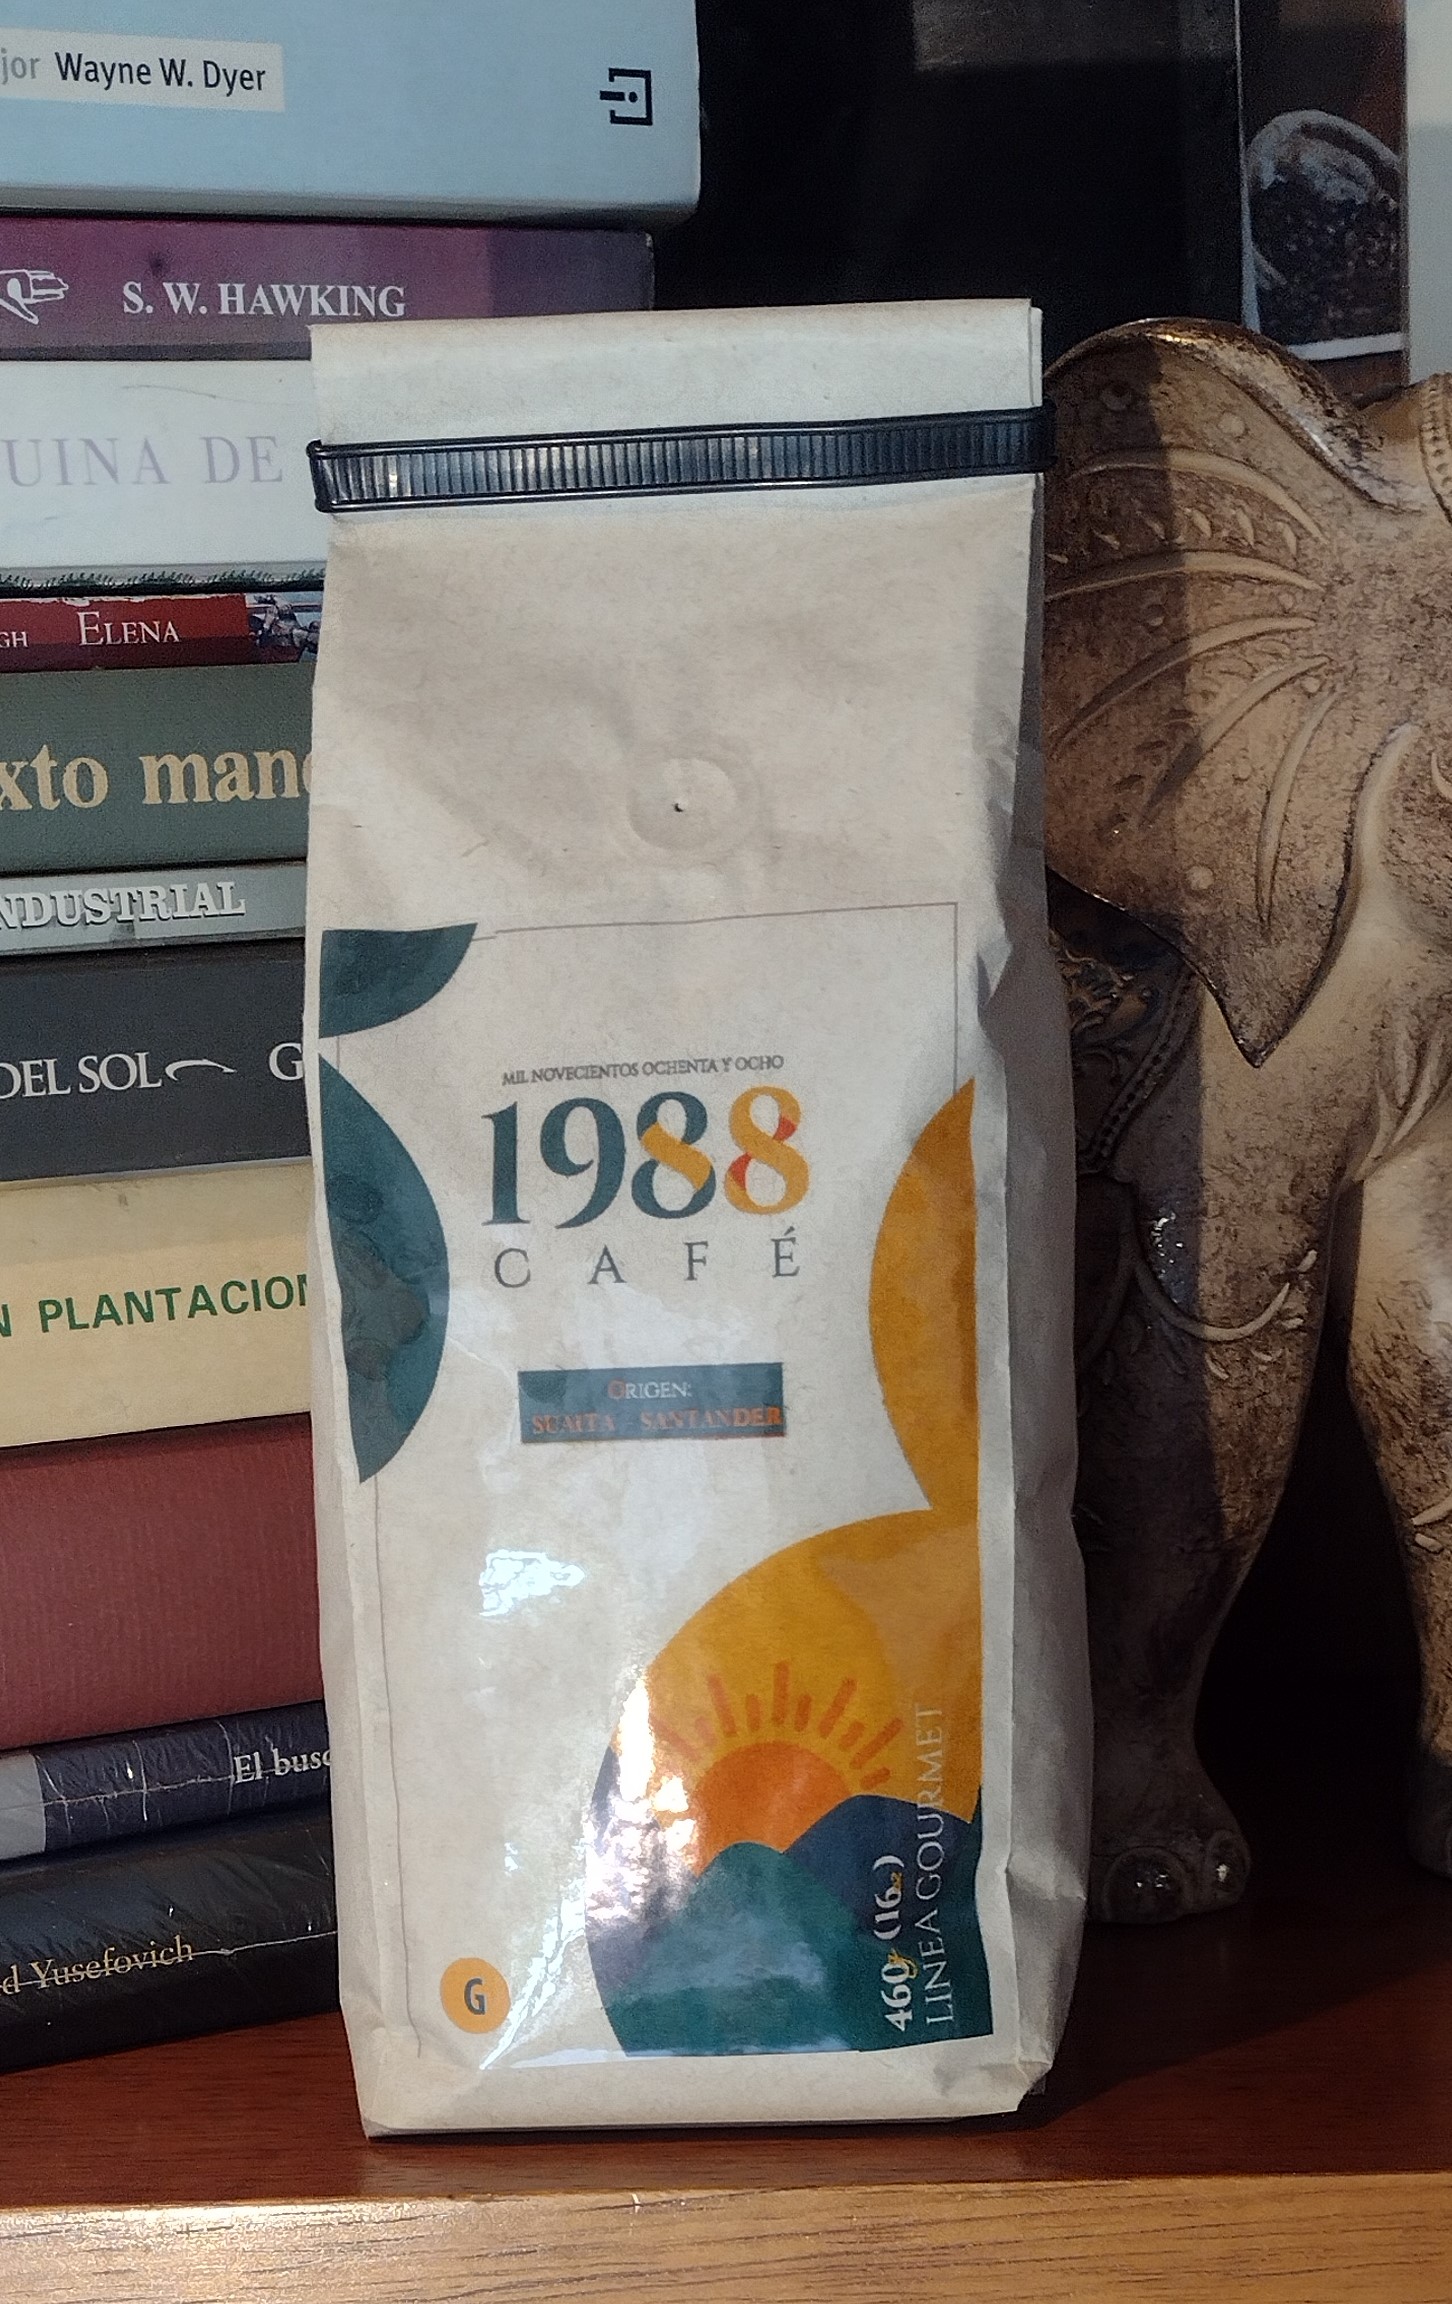 jor Wayne W. Dyer
S. W. HAWKING
UINA DE
GH ELENA
xto man
NDUSTRIAL
DEL SOL G
N PLANTACION
El busc
d Yusefovich
MIL NOVECIENTOS OCHENTA Y OCHO
1988
CAFÉ
ORIGEN:
SUAITA - SANTANDER
G
460g (16oz)
LINEA GOURMET